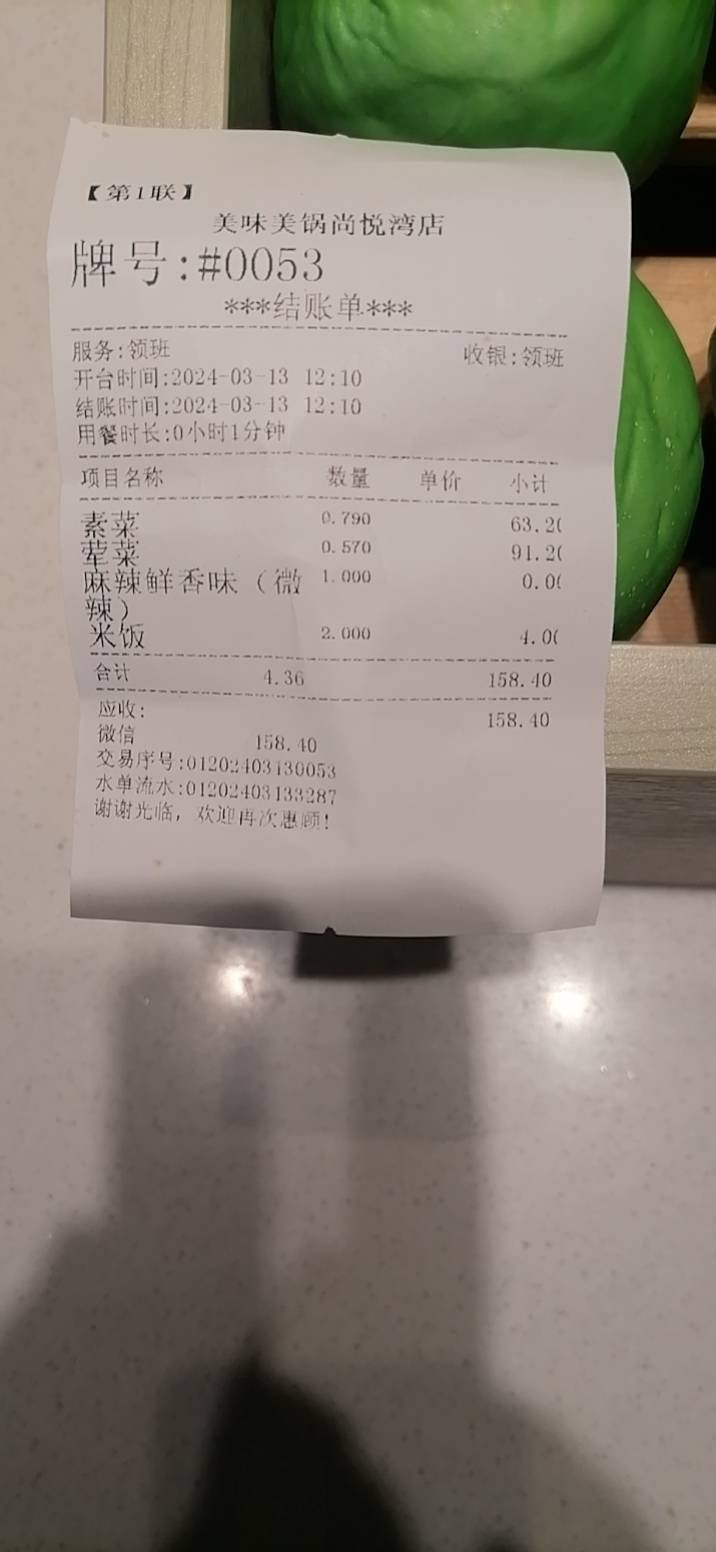 【第1联】
美味美锅尚悦湾店
牌号:#0053
***结账单***
服务:领班 收银:领班
开台时间:2024-03-13 12:10
结账时间:2024-03-13 12:10
用餐时长:0小时1分钟
项目名称 数量 单价 小计
素菜 0.790 63.20
荤菜 0.570 91.20
麻辣鲜香味（微 1.000 0.00
辣）
米饭 2.000 4.00
合计 4.36 158.40
应收: 158.40
微信 158.40
交易序号:01202403130053
水单流水:01202403133287
谢谢光临，欢迎再次惠顾!